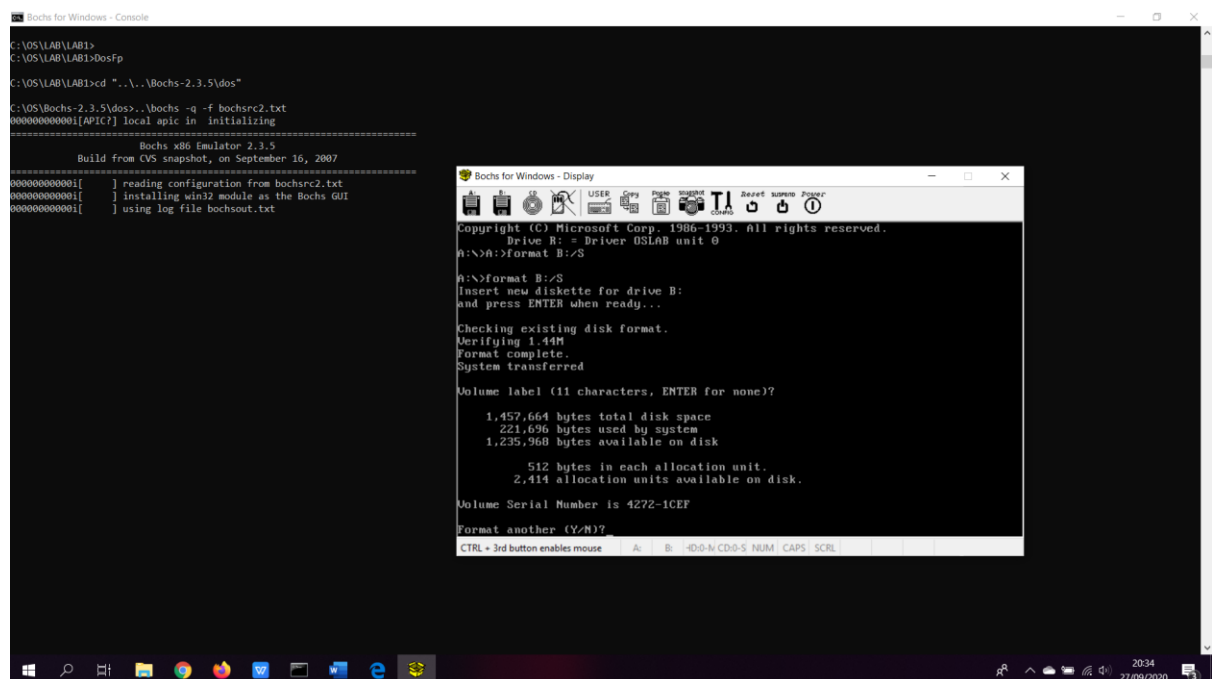 Bochs for Windows - Console
C:\OS\LAB\LAB1>
C:\OS\LAB\LAB1>DosFp
C:\OS\LAB\LAB1>cd "..\..\Bochs-2.3.5\dos"
C:\OS\Bochs-2.3.5\dos>..\bochs -q -f bochsrc2.txt
00000000000i[APIC?] local apic in  initializing
========================================================================
Bochs x86 Emulator 2.3.5
Build from CVS snapshot, on September 16, 2007
========================================================================
00000000000i[     ] reading configuration from bochsrc2.txt
00000000000i[     ] installing win32 module as the Bochs GUI
00000000000i[     ] using log file bochsout.txt
Bochs for Windows - Display
A: B: CD USER Copy Paste snapshot CONFIG Reset SUSPEND Power
Copyright (C) Microsoft Corp. 1986-1993. All rights reserved.
Drive R: = Driver OSLAB unit 0
A:\>A:>format B:/S
A:\>format B:/S
Insert new diskette for drive B:
and press ENTER when ready...
Checking existing disk format.
Verifying 1.44M
Format complete.
System transferred
Volume label (11 characters, ENTER for none)?
1,457,664 bytes total disk space
221,696 bytes used by system
1,235,968 bytes available on disk
512 bytes in each allocation unit.
2,414 allocation units available on disk.
Volume Serial Number is 4272-1CEF
Format another (Y/N)?_
CTRL + 3rd button enables mouse A: B: HD:0-M CD:0-S NUM CAPS SCRL
20:34
27/09/2020